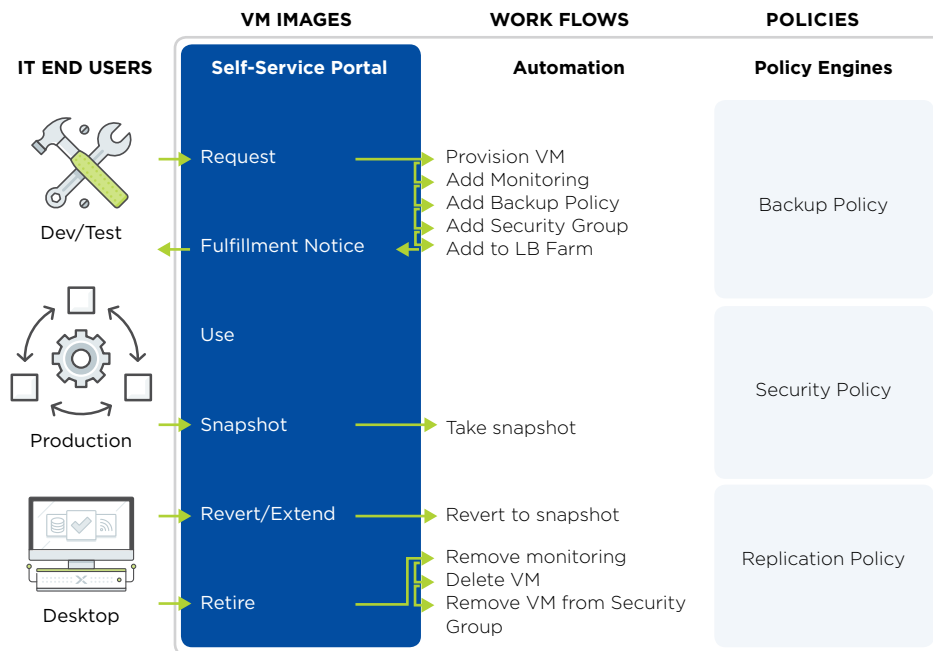 VM IMAGES
WORK FLOWS
POLICIES
IT END USERS
Self-Service Portal
Automation
Policy Engines
Dev/Test
Production
Desktop
Request
Fulfillment Notice
Use
Snapshot
Revert/Extend
Retire
Provision VM
Add Monitoring
Add Backup Policy
Add Security Group
Add to LB Farm
Take snapshot
Revert to snapshot
Remove monitoring
Delete VM
Remove VM from Security
Group
Backup Policy
Security Policy
Replication Policy